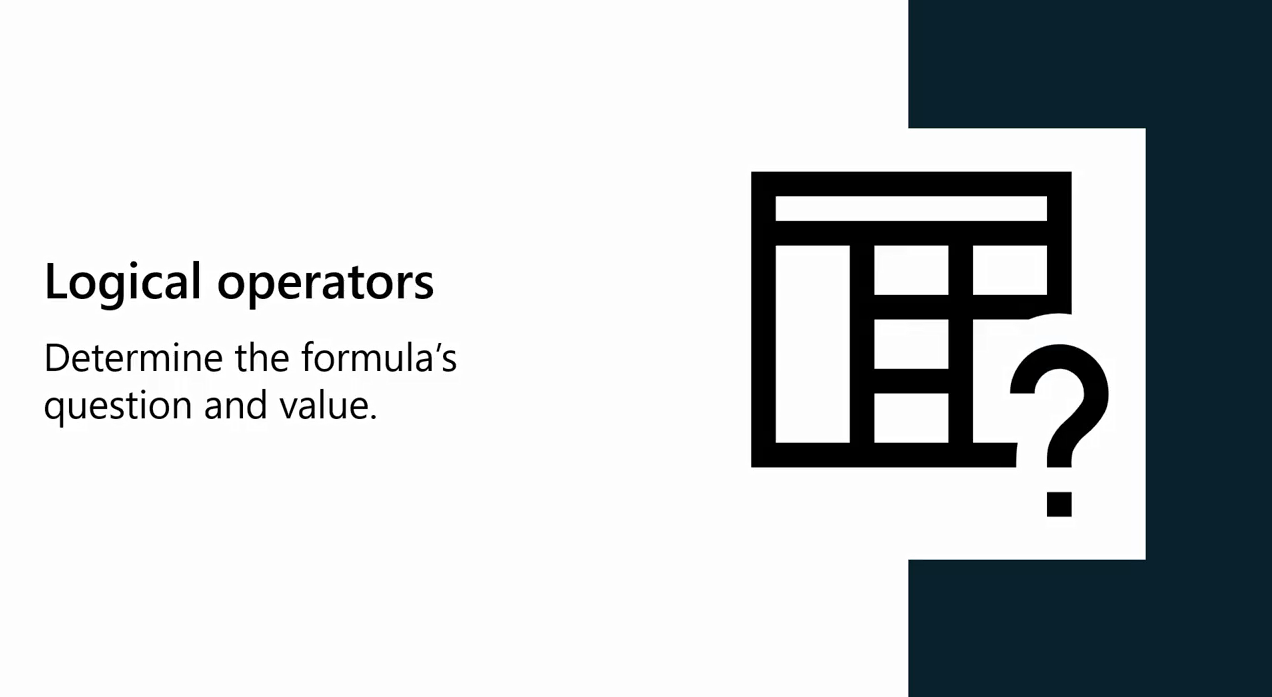 Logical operators
Determine the formula’s
question and value.